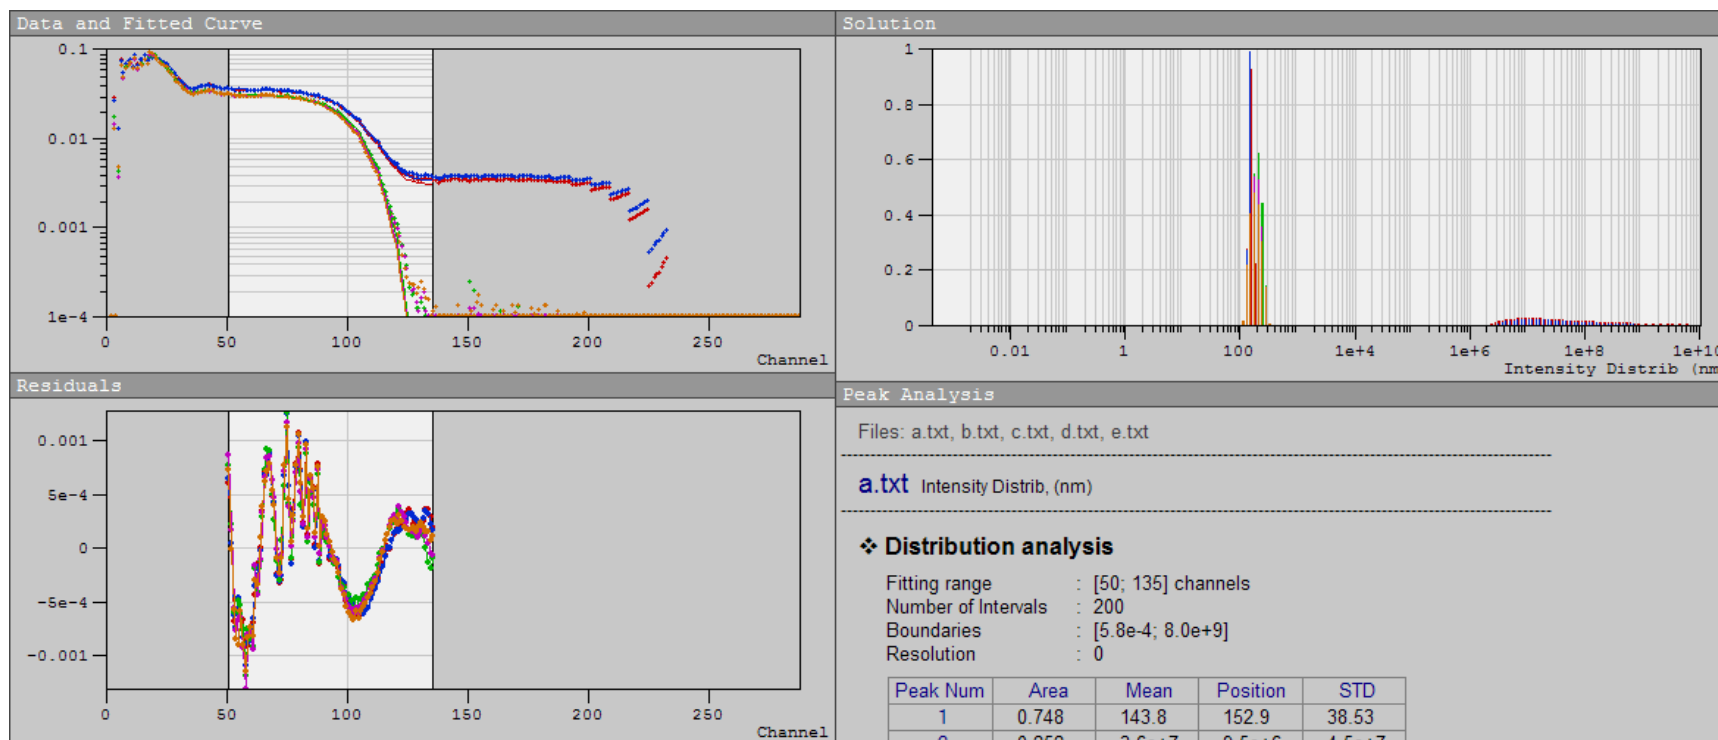 Data and Fitted Curve
0.1
0.01
0.001
1e-4
0 50 100 150 200 250
Channel
Residuals
0.001
5e-4
0
-5e-4
-0.001
0 50 100 150 200 250
Channel
Solution
1
0.8
0.6
0.4
0.2
0
0.01 1 100 1e+4 1e+6 1e+8 1e+10
Intensity Distrib (nm
Peak Analysis
Files: a.txt, b.txt, c.txt, d.txt, e.txt
a.txt Intensity Distrib, (nm)
❖ Distribution analysis
Fitting range : [50; 135] channels
Number of Intervals : 200
Boundaries : [5.8e-4; 8.0e+9]
Resolution : 0
Peak Num Area Mean Position STD
1 0.748 143.8 152.9 38.53